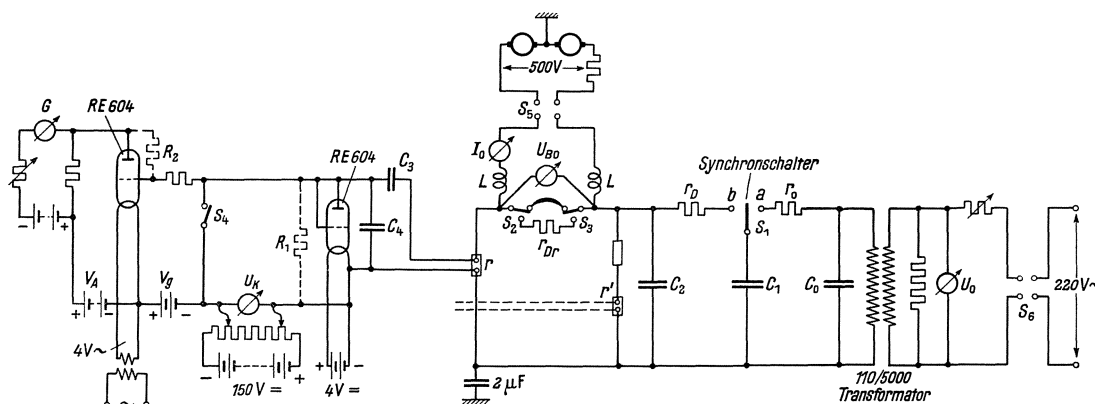 500V
S5
G
RE 604
R2
I0
UB0
RE 604
C3
Synchronschalter
L
L
rD
b
a
r0
S4
S2
S3
S1
R1
C4
rDr
r
VA
Vg
UK
r'
C2
C1
C0
U0
220V~
S6
+
-
+
-
+
-
4V~
-
+
+
-
150V=
4V=
2 µF
110/5000
Transformator
-
+